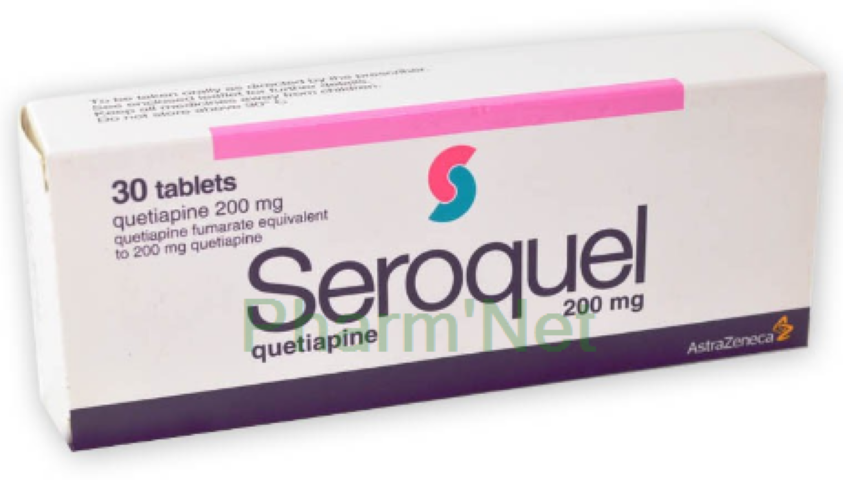 To be taken orally as directed by the prescriber.
See enclosed leaflet for further details.
Keep all medicines away from children.
Do not store above 30° C
30 tablets
quetiapine 200 mg
quetiapine fumarate equivalent
to 200 mg quetiapine
Seroquel
200 mg
quetiapine
Pharm'Net
AstraZeneca